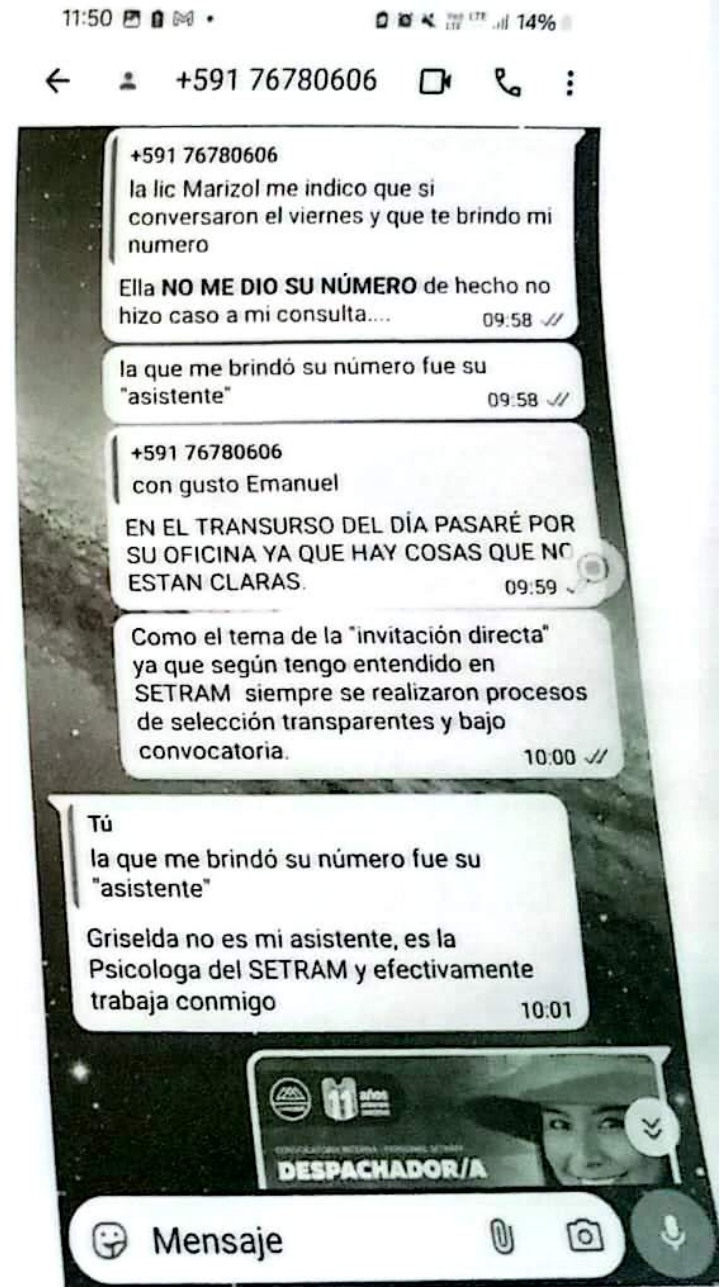 11:50
14%
+591 76780606
+591 76780606
la lic Marizol me indico que si
conversaron el viernes y que te brindo mi
numero
Ella NO ME DIO SU NÚMERO de hecho no
hizo caso a mi consulta....
09:58
la que me brindó su número fue su
"asistente"
09:58
+591 76780606
con gusto Emanuel
EN EL TRANSURSO DEL DÍA PASARÉ POR
SU OFICINA YA QUE HAY COSAS QUE NO
ESTAN CLARAS.
09:59
Como el tema de la "invitación directa"
ya que según tengo entendido en
SETRAM siempre se realizaron procesos
de selección transparentes y bajo
convocatoria.
10:00
Tú
la que me brindó su número fue su
"asistente"
Griselda no es mi asistente, es la
Psicologa del SETRAM y efectivamente
trabaja conmigo
10:01
11 años
CONVOCATORIA INTERNA - PERSONAL SETRAM
DESPACHADOR/A
Mensaje